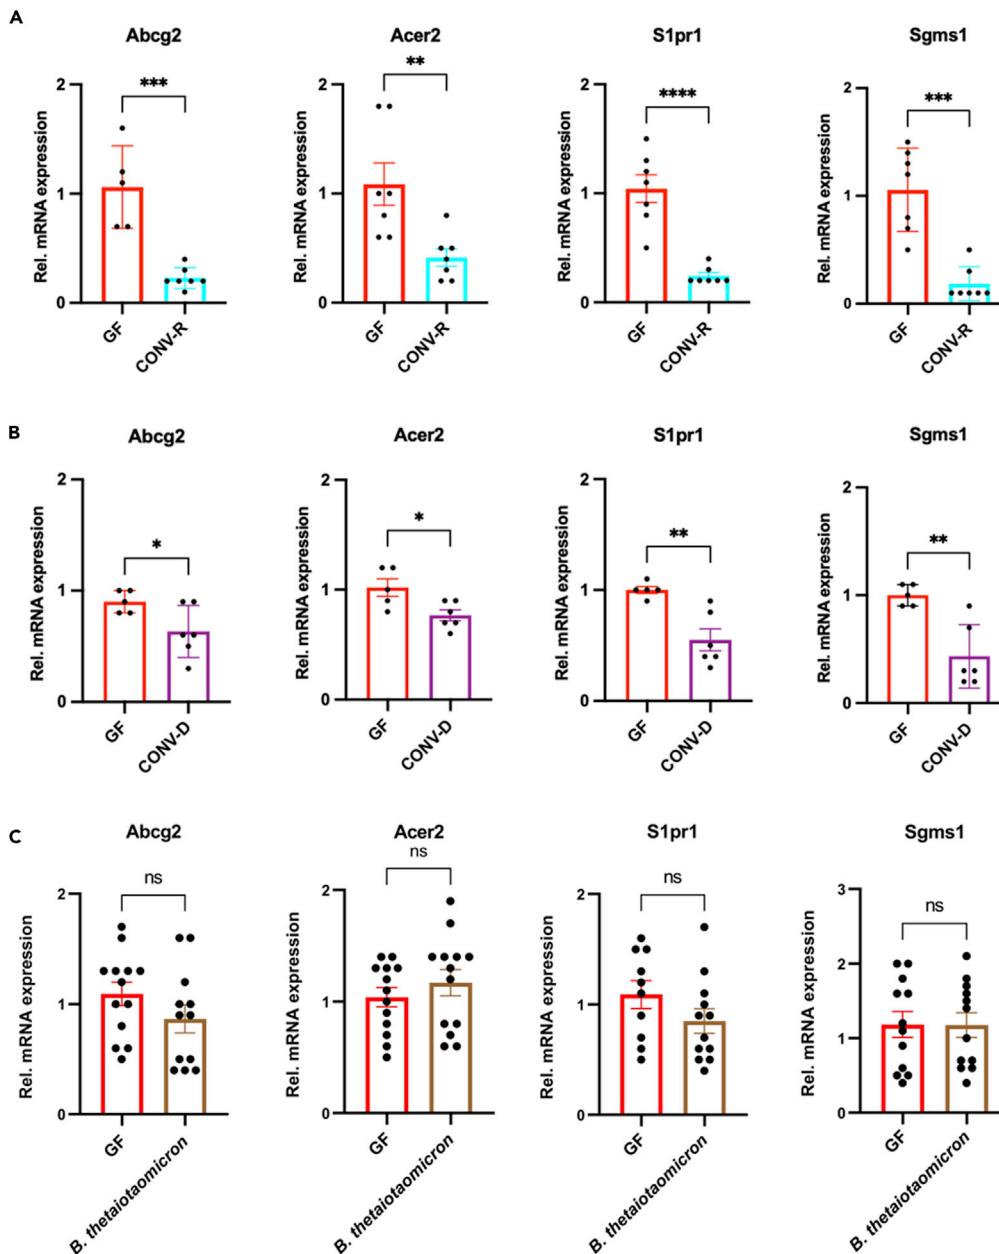 A
Abcg2
Acer2
S1pr1
Sgms1
***
**
****
***
Rel. mRNA expression
2
1
0
GF
CONV-R
Rel. mRNA expression
2
1
0
GF
CONV-R
Rel. mRNA expression
2
1
0
GF
CONV-R
Rel. mRNA expression
2
1
0
GF
CONV-R
B
Abcg2
Acer2
S1pr1
Sgms1
*
*
**
**
Rel. mRNA expression
2
1
0
GF
CONV-D
Rel. mRNA expression
2
1
0
GF
CONV-D
Rel. mRNA expression
2
1
0
GF
CONV-D
Rel. mRNA expression
2
1
0
GF
CONV-D
C
Abcg2
Acer2
S1pr1
Sgms1
ns
ns
ns
ns
Rel. mRNA expression
2
1
0
GF
B. thetaiotaomicron
Rel. mRNA expression
2
1
0
GF
B. thetaiotaomicron
Rel. mRNA expression
2
1
0
GF
B. thetaiotaomicron
Rel. mRNA expression
3
2
1
0
GF
B. thetaiotaomicron